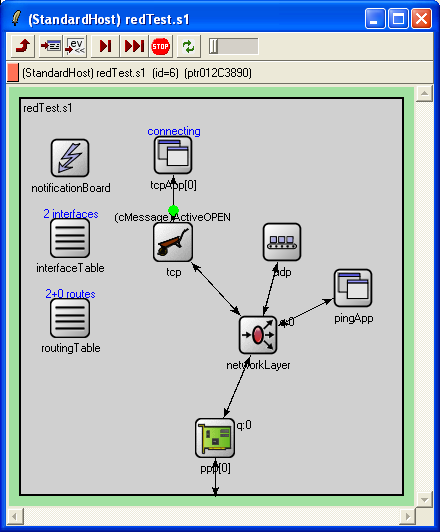 (StandardHost) redTest.s1
ev
STOP
(StandardHost) redTest.s1 (id=6) (ptr012C3890)
redTest.s1
connecting
tcpApp[0]
notificationBoard
2 interfaces
(cMessage)ActiveOPEN
interfaceTable
tcp
udp
2+0 routes
pingApp
q:0
routingTable
networkLayer
q:0
ppp[0]